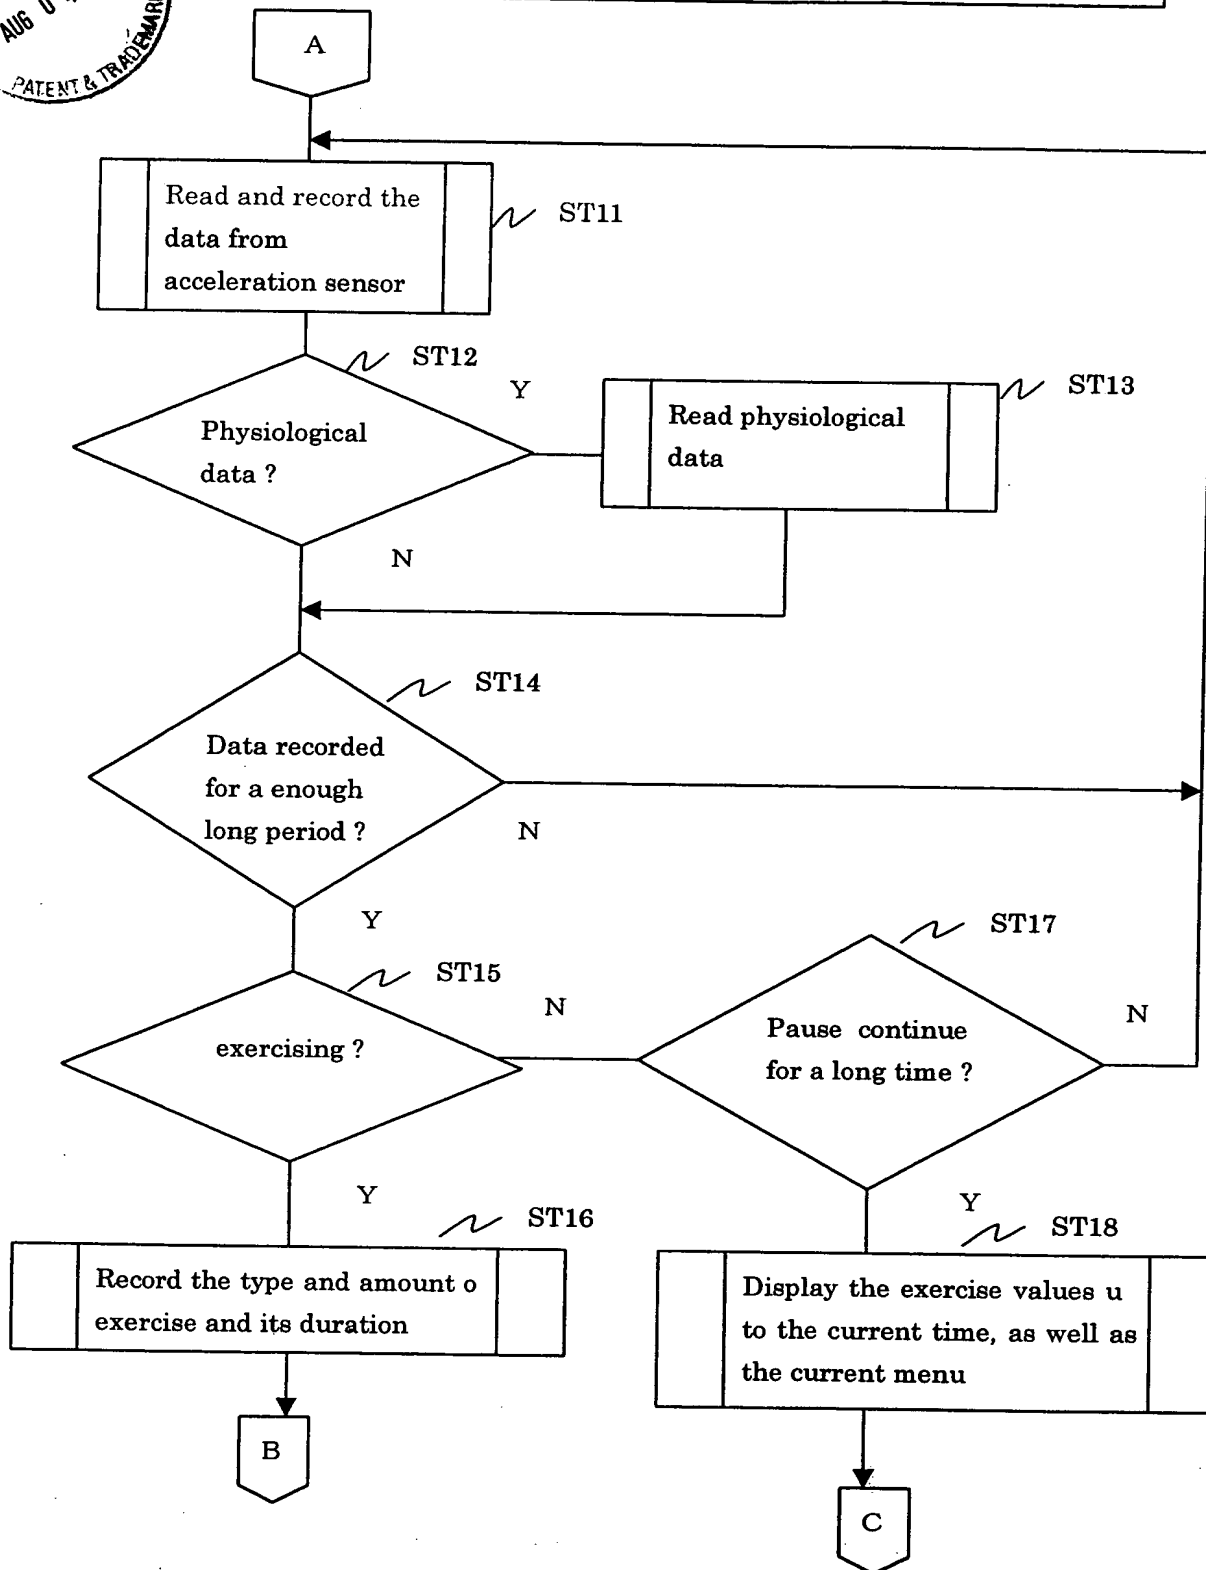 AUG 0
PATENT & TRADEMAR
A
Read and record the
data from
acceleration sensor
ST11
ST12
Physiological
data ?
Y
N
ST13
Read physiological
data
ST14
Data recorded
for a enough
long period ?
N
Y
ST15
exercising ?
N
Y
ST17
Pause continue
for a long time ?
N
Y
ST16
Record the type and amount o
exercise and its duration
ST18
Display the exercise values u
to the current time, as well as
the current menu
B
C